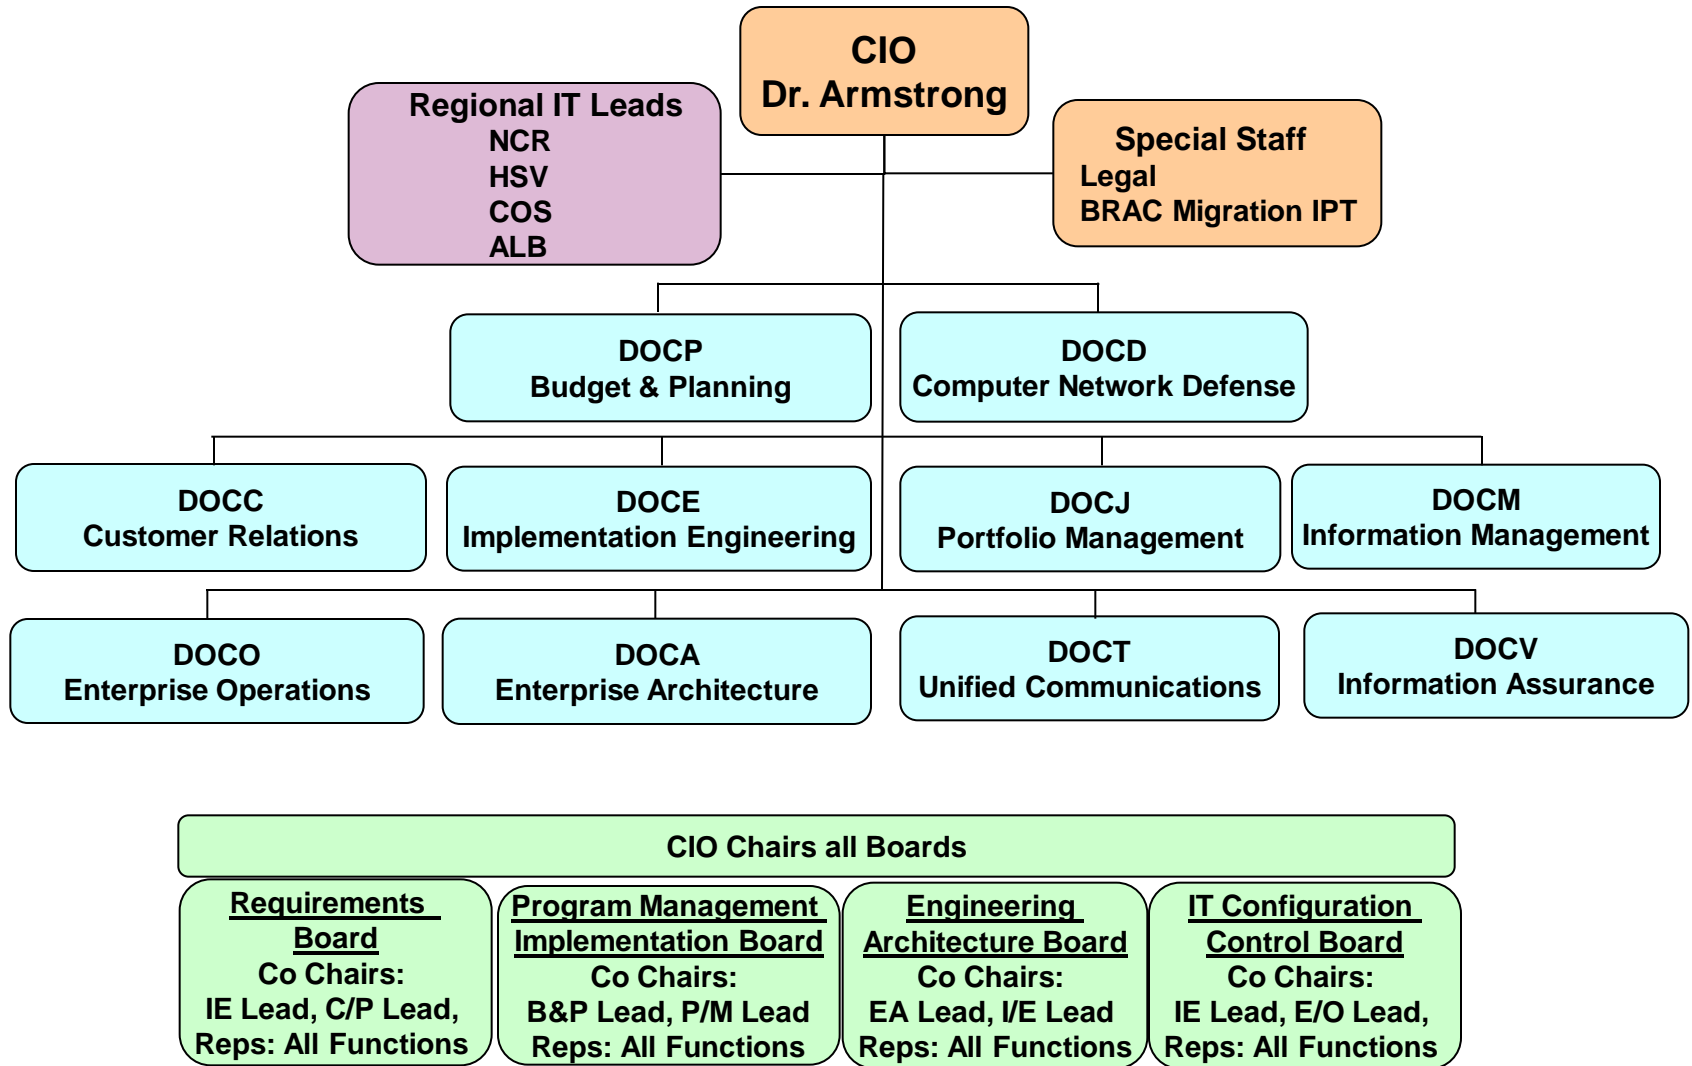 CIO
Dr. Armstrong
Regional IT Leads
NCR
HSV
COS
ALB
Special Staff
Legal
BRAC Migration IPT
DOCP
Budget & Planning
DOCD
Computer Network Defense
DOCC
Customer Relations
DOCE
Implementation Engineering
DOCJ
Portfolio Management
DOCM
Information Management
DOCO
Enterprise Operations
DOCA
Enterprise Architecture
DOCT
Unified Communications
DOCV
Information Assurance
CIO Chairs all Boards
Requirements
Board
Co Chairs:
IE Lead, C/P Lead,
Reps: All Functions
Program Management
Implementation Board
Co Chairs:
B&P Lead, P/M Lead
Reps: All Functions
Engineering
Architecture Board
Co Chairs:
EA Lead, I/E Lead
Reps: All Functions
IT Configuration
Control Board
Co Chairs:
IE Lead, E/O Lead,
Reps: All Functions